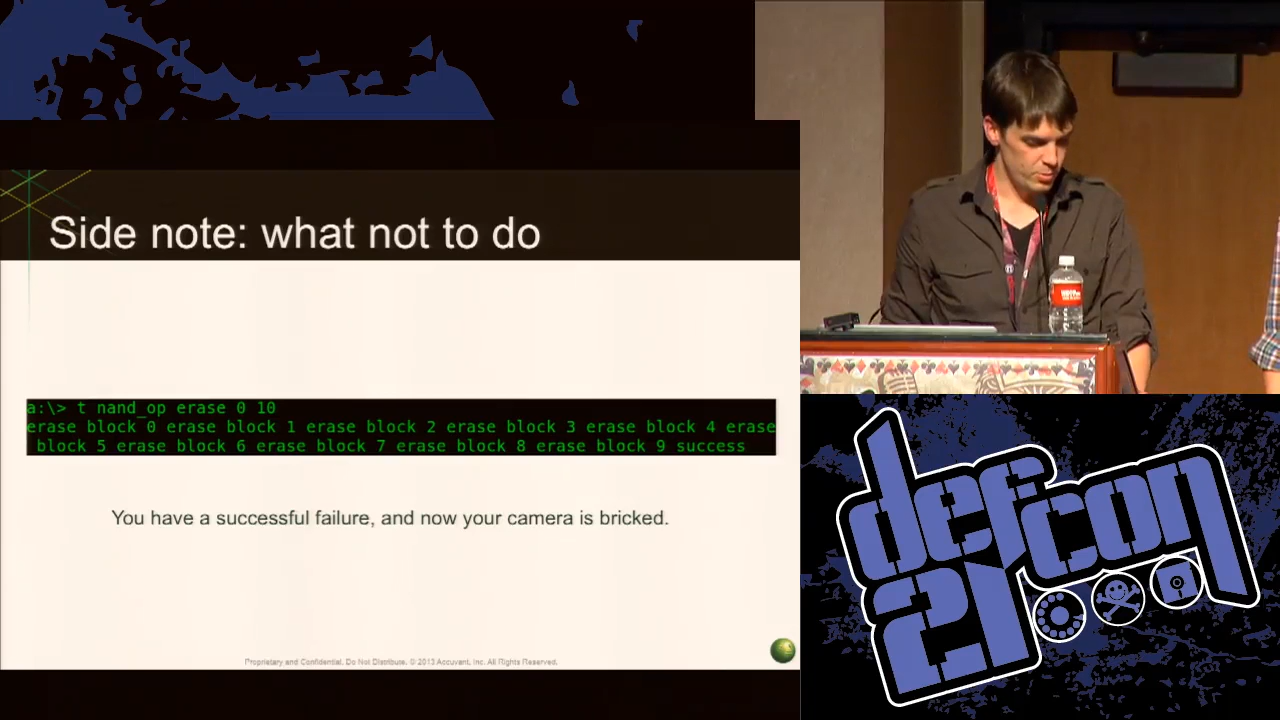 Side note: what not to do
a:\> t nand_op erase 0 10
erase block 0 erase block 1 erase block 2 erase block 3 erase block 4 erase
block 5 erase block 6 erase block 7 erase block 8 erase block 9 success
You have a successful failure, and now your camera is bricked.
Proprietary and Confidential. Do Not Distribute. © 2013 Accuvant, Inc. All Rights Reserved.
defcon
21